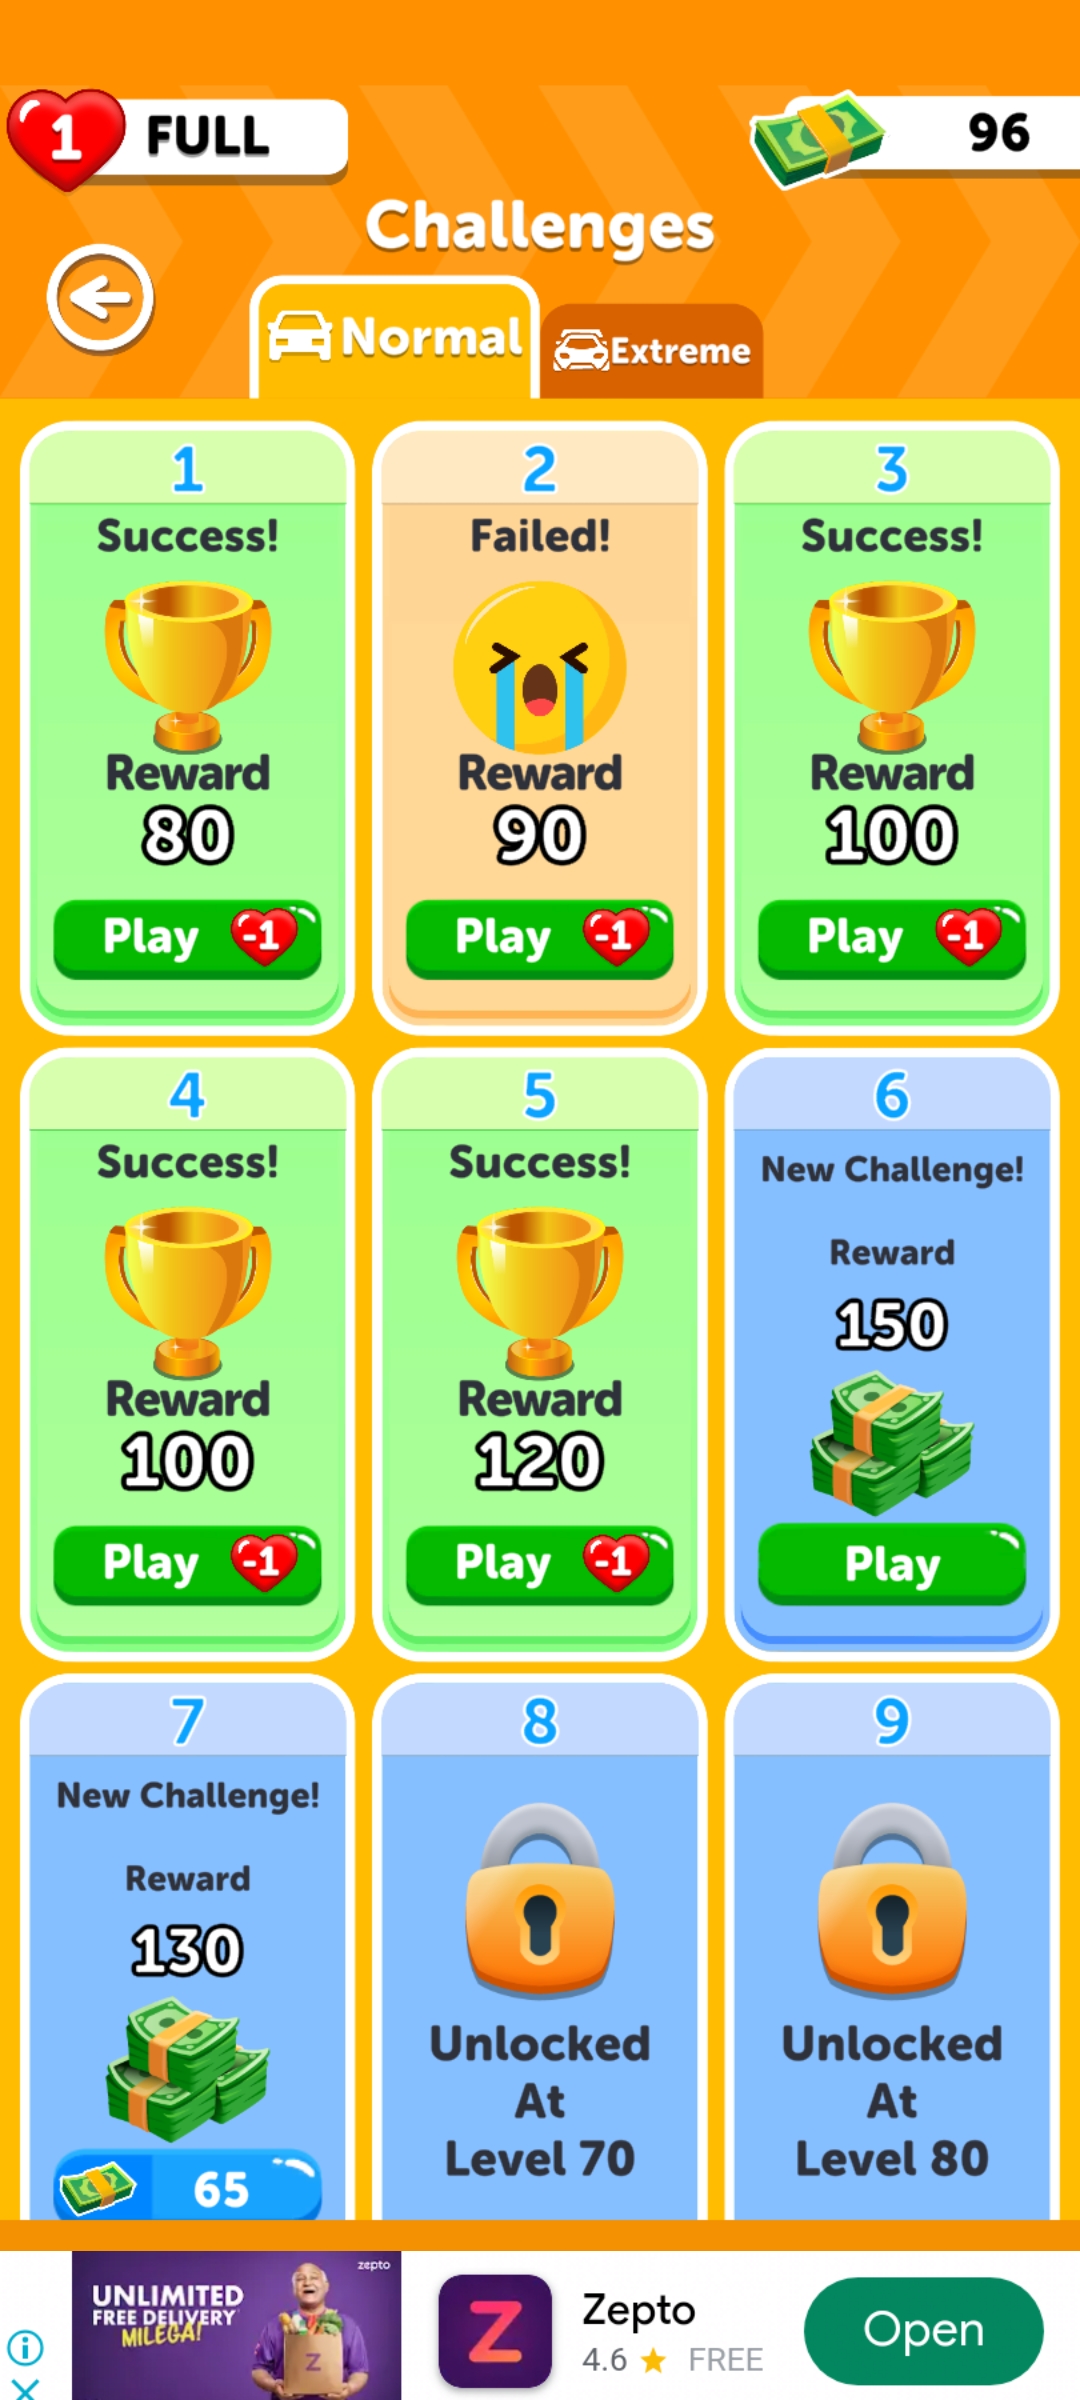 1 FULL
96
Challenges
Normal
Extreme
1
Success!
Reward
80
Play -1
2
Failed!
Reward
90
Play -1
3
Success!
Reward
100
Play -1
4
Success!
Reward
100
Play -1
5
Success!
Reward
120
Play -1
6
New Challenge!
Reward
150
Play
7
New Challenge!
Reward
130
65
8
Unlocked
At
Level 70
9
Unlocked
At
Level 80
zepto
UNLIMITED
FREE DELIVERY
MILEGA!
Z
Z
Zepto
4.6 ★ FREE
Open